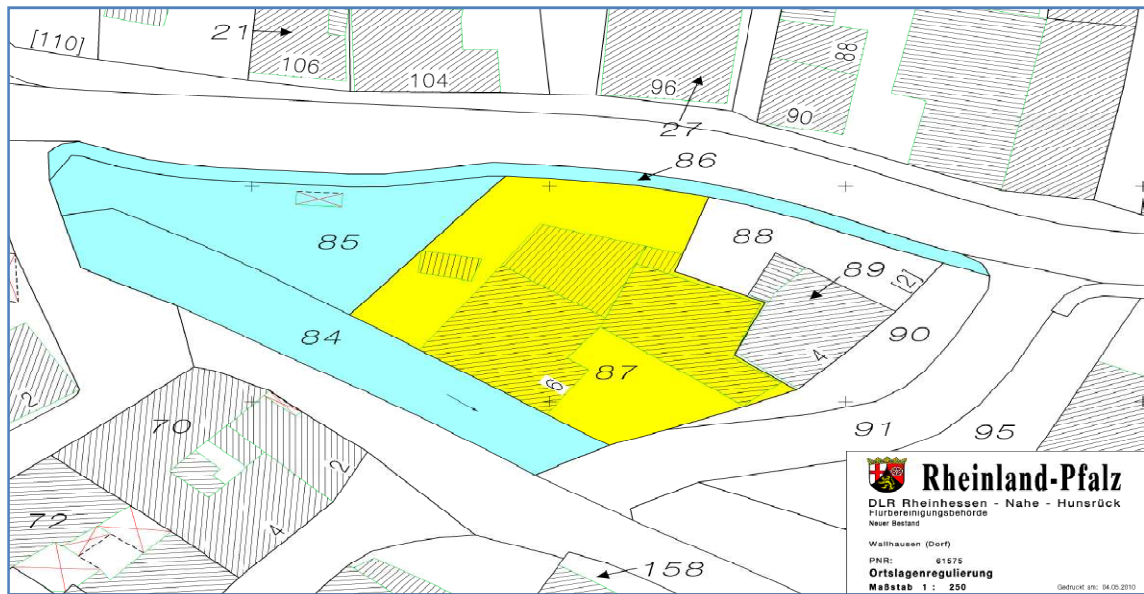 [110]
21
106
104
96
27
88
90
86
85
88
89
[2]
84
90
4
87
6
91
95
2
70
2
4
72
158
Rheinland-Pfalz
DLR Rheinhessen - Nahe - Hunsrück
Flurbereinigungsbehörde
Neuer Bestand
Wallhausen (Dorf)
PNR: 61575
Ortslagenregulierung
Maßstab 1 : 250
Gedruckt am: 04.05.2010